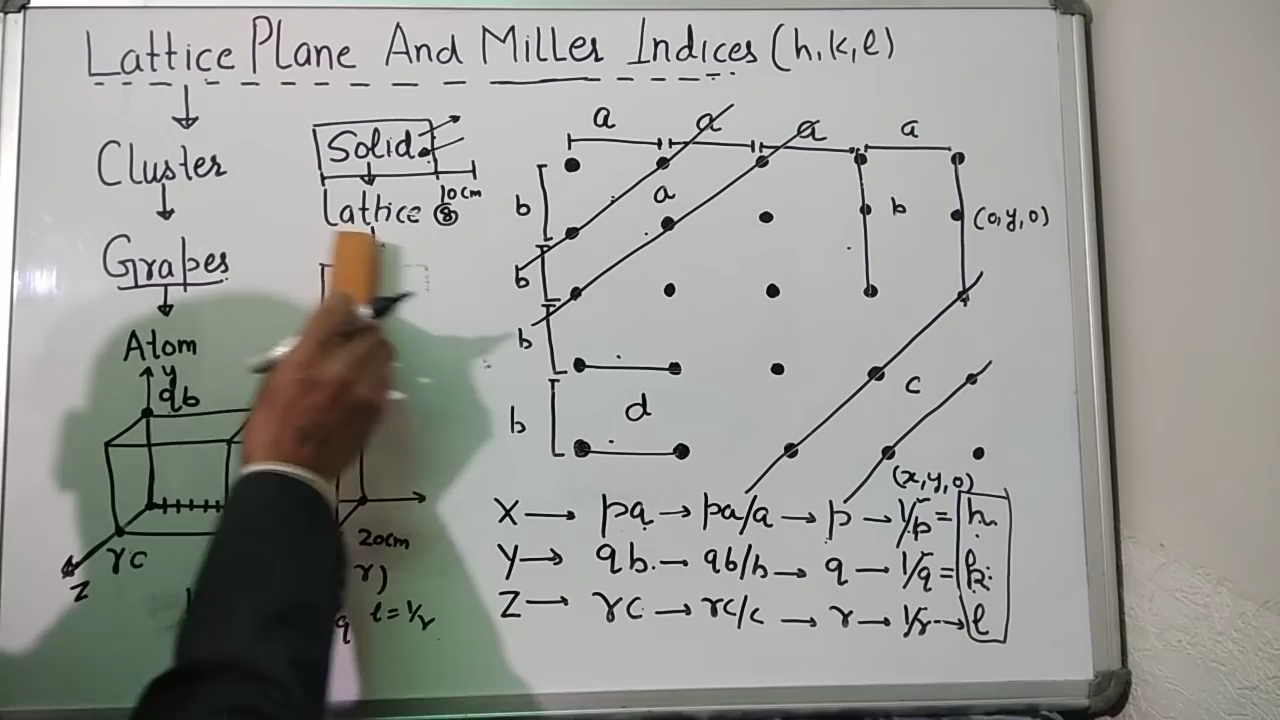 Lattice Plane And Miller Indices (h,k,l)
Cluster
Grapes
Atom
Solid
10cm
Lattice 8
y
qb
rc
Z
20cm
r)
q l=1/r
a a a a
b a b (0,y,0)
b
b
b d c
(x,y,0)
X → pa → pa/a → p → 1/p = h
Y → qb → qb/b → q → 1/q = k
Z → rc → rc/c → r → 1/r → l